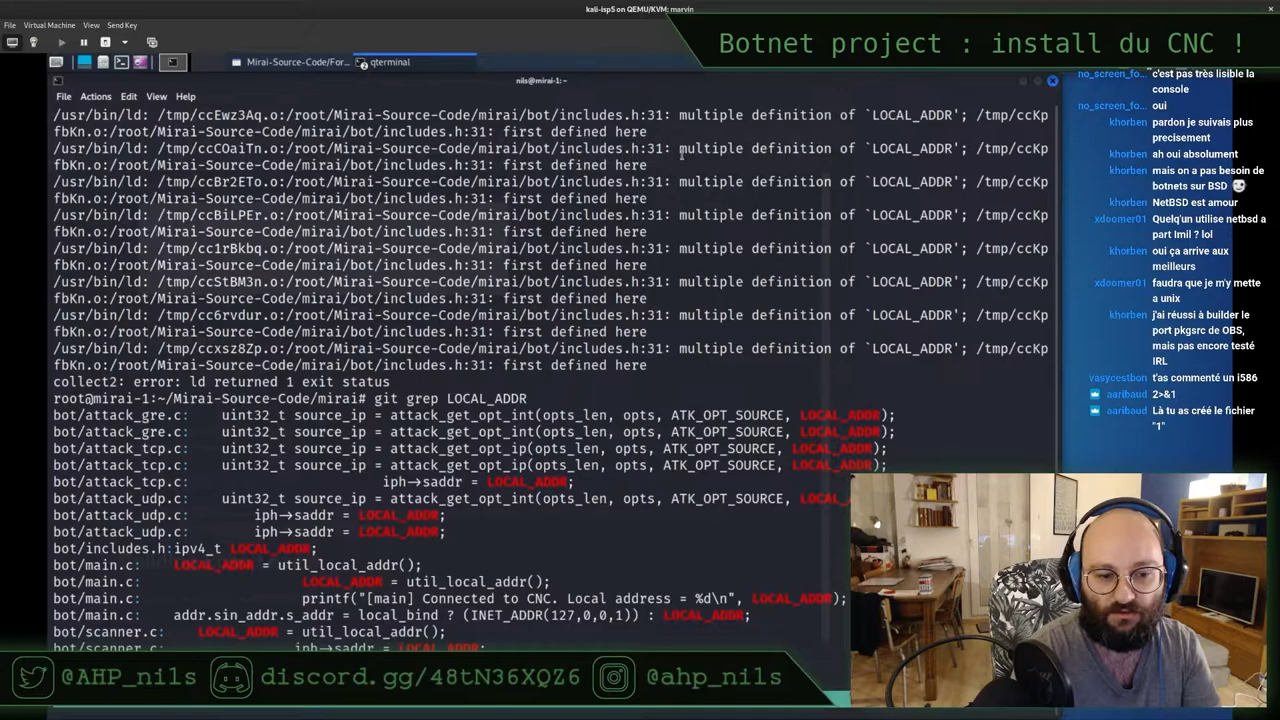 kali-isp5 on QEMU/KVM: marvin
File Virtual Machine View Send Key
Botnet project : install du CNC !
Mirai-Source-Code/For...
qterminal
nils@mirai-1: ~
File Actions Edit View Help
/usr/bin/ld: /tmp/ccEwz3Aq.o:/root/Mirai-Source-Code/mirai/bot/includes.h:31: multiple definition of `LOCAL_ADDR'; /tmp/ccKp
fbKn.o:/root/Mirai-Source-Code/mirai/bot/includes.h:31: first defined here
/usr/bin/ld: /tmp/ccCOaiTn.o:/root/Mirai-Source-Code/mirai/bot/includes.h:31: multiple definition of `LOCAL_ADDR'; /tmp/ccKp
fbKn.o:/root/Mirai-Source-Code/mirai/bot/includes.h:31: first defined here
/usr/bin/ld: /tmp/ccBr2ETo.o:/root/Mirai-Source-Code/mirai/bot/includes.h:31: multiple definition of `LOCAL_ADDR'; /tmp/ccKp
fbKn.o:/root/Mirai-Source-Code/mirai/bot/includes.h:31: first defined here
/usr/bin/ld: /tmp/ccBiLPEr.o:/root/Mirai-Source-Code/mirai/bot/includes.h:31: multiple definition of `LOCAL_ADDR'; /tmp/ccKp
fbKn.o:/root/Mirai-Source-Code/mirai/bot/includes.h:31: first defined here
/usr/bin/ld: /tmp/cc1rBkbq.o:/root/Mirai-Source-Code/mirai/bot/includes.h:31: multiple definition of `LOCAL_ADDR'; /tmp/ccKp
fbKn.o:/root/Mirai-Source-Code/mirai/bot/includes.h:31: first defined here
/usr/bin/ld: /tmp/ccStBM3n.o:/root/Mirai-Source-Code/mirai/bot/includes.h:31: multiple definition of `LOCAL_ADDR'; /tmp/ccKp
fbKn.o:/root/Mirai-Source-Code/mirai/bot/includes.h:31: first defined here
/usr/bin/ld: /tmp/cc6rvdur.o:/root/Mirai-Source-Code/mirai/bot/includes.h:31: multiple definition of `LOCAL_ADDR'; /tmp/ccKp
fbKn.o:/root/Mirai-Source-Code/mirai/bot/includes.h:31: first defined here
/usr/bin/ld: /tmp/ccxsz8Zp.o:/root/Mirai-Source-Code/mirai/bot/includes.h:31: multiple definition of `LOCAL_ADDR'; /tmp/ccKp
fbKn.o:/root/Mirai-Source-Code/mirai/bot/includes.h:31: first defined here
collect2: error: ld returned 1 exit status
root@mirai-1:~/Mirai-Source-Code/mirai# git grep LOCAL_ADDR
bot/attack_gre.c: uint32_t source_ip = attack_get_opt_int(opts_len, opts, ATK_OPT_SOURCE, LOCAL_ADDR);
bot/attack_gre.c: uint32_t source_ip = attack_get_opt_int(opts_len, opts, ATK_OPT_SOURCE, LOCAL_ADDR);
bot/attack_tcp.c: uint32_t source_ip = attack_get_opt_ip(opts_len, opts, ATK_OPT_SOURCE, LOCAL_ADDR);
bot/attack_tcp.c: uint32_t source_ip = attack_get_opt_ip(opts_len, opts, ATK_OPT_SOURCE, LOCAL_ADDR);
bot/attack_tcp.c: iph→saddr = LOCAL_ADDR;
bot/attack_udp.c: uint32_t source_ip = attack_get_opt_int(opts_len, opts, ATK_OPT_SOURCE, LOCAL_
bot/attack_udp.c: iph→saddr = LOCAL_ADDR;
bot/attack_udp.c: iph→saddr = LOCAL_ADDR;
bot/includes.h:ipv4_t LOCAL_ADDR;
bot/main.c: LOCAL_ADDR = util_local_addr();
bot/main.c: LOCAL_ADDR = util_local_addr();
bot/main.c: printf("[main] Connected to CNC. Local address = %d\n", LOCAL_ADDR);
bot/main.c: addr.sin_addr.s_addr = local_bind ? (INET_ADDR(127,0,0,1)) : LOCAL_ADDR;
bot/scanner.c: LOCAL_ADDR = util_local_addr();
bot/scanner.c: iph→saddr = LOCAL_ADDR;
no_screen_fo... c'est pas très lisible la
console
no_screen_fo... oui
khorben pardon je suivais plus
precisement
khorben ah oui absolument
khorben mais on a pas besoin de
botnets sur BSD
khorben NetBSD est amour
xdoomer01 Quelq'un utilise netbsd a
part Imil ? lol
khorben oui ça arrive aux
meilleurs
xdoomer01 faudra que je m'y mette
a unix
khorben j'ai réussi à builder le
port pkgsrc de OBS,
mais pas encore testé
IRL
vasycestbon t'as commenté un i586
aaribaud 2>&1
aaribaud Là tu as créé le fichier
"1"
@AHP_nils discord.gg/48tN36XQZ6 @ahp_nils